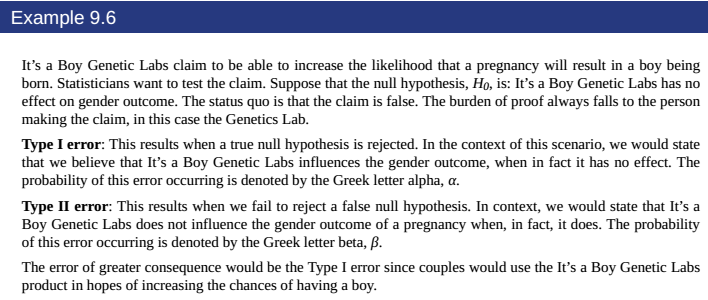 Example 9.6
It's a Boy Genetic Labs claim to be able to increase the likelihood that a pregnancy will result in a boy being
born. Statisticians want to test the claim. Suppose that the null hypothesis, H0, is: It's a Boy Genetic Labs has no
effect on gender outcome. The status quo is that the claim is false. The burden of proof always falls to the person
making the claim, in this case the Genetics Lab.
Type I error: This results when a true null hypothesis is rejected. In the context of this scenario, we would state
that we believe that It's a Boy Genetic Labs influences the gender outcome, when in fact it has no effect. The
probability of this error occurring is denoted by the Greek letter alpha, α.
Type II error: This results when we fail to reject a false null hypothesis. In context, we would state that It's a
Boy Genetic Labs does not influence the gender outcome of a pregnancy when, in fact, it does. The probability
of this error occurring is denoted by the Greek letter beta, β.
The error of greater consequence would be the Type I error since couples would use the It's a Boy Genetic Labs
product in hopes of increasing the chances of having a boy.